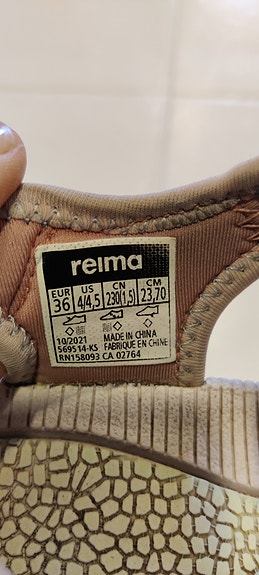 reima
EUR US CN CM
36 4/4,5 230(1,5) 23,70
10/2021 MADE IN CHINA
569514-KS FABRIQUE EN CHINE
RN158093 CA 02764